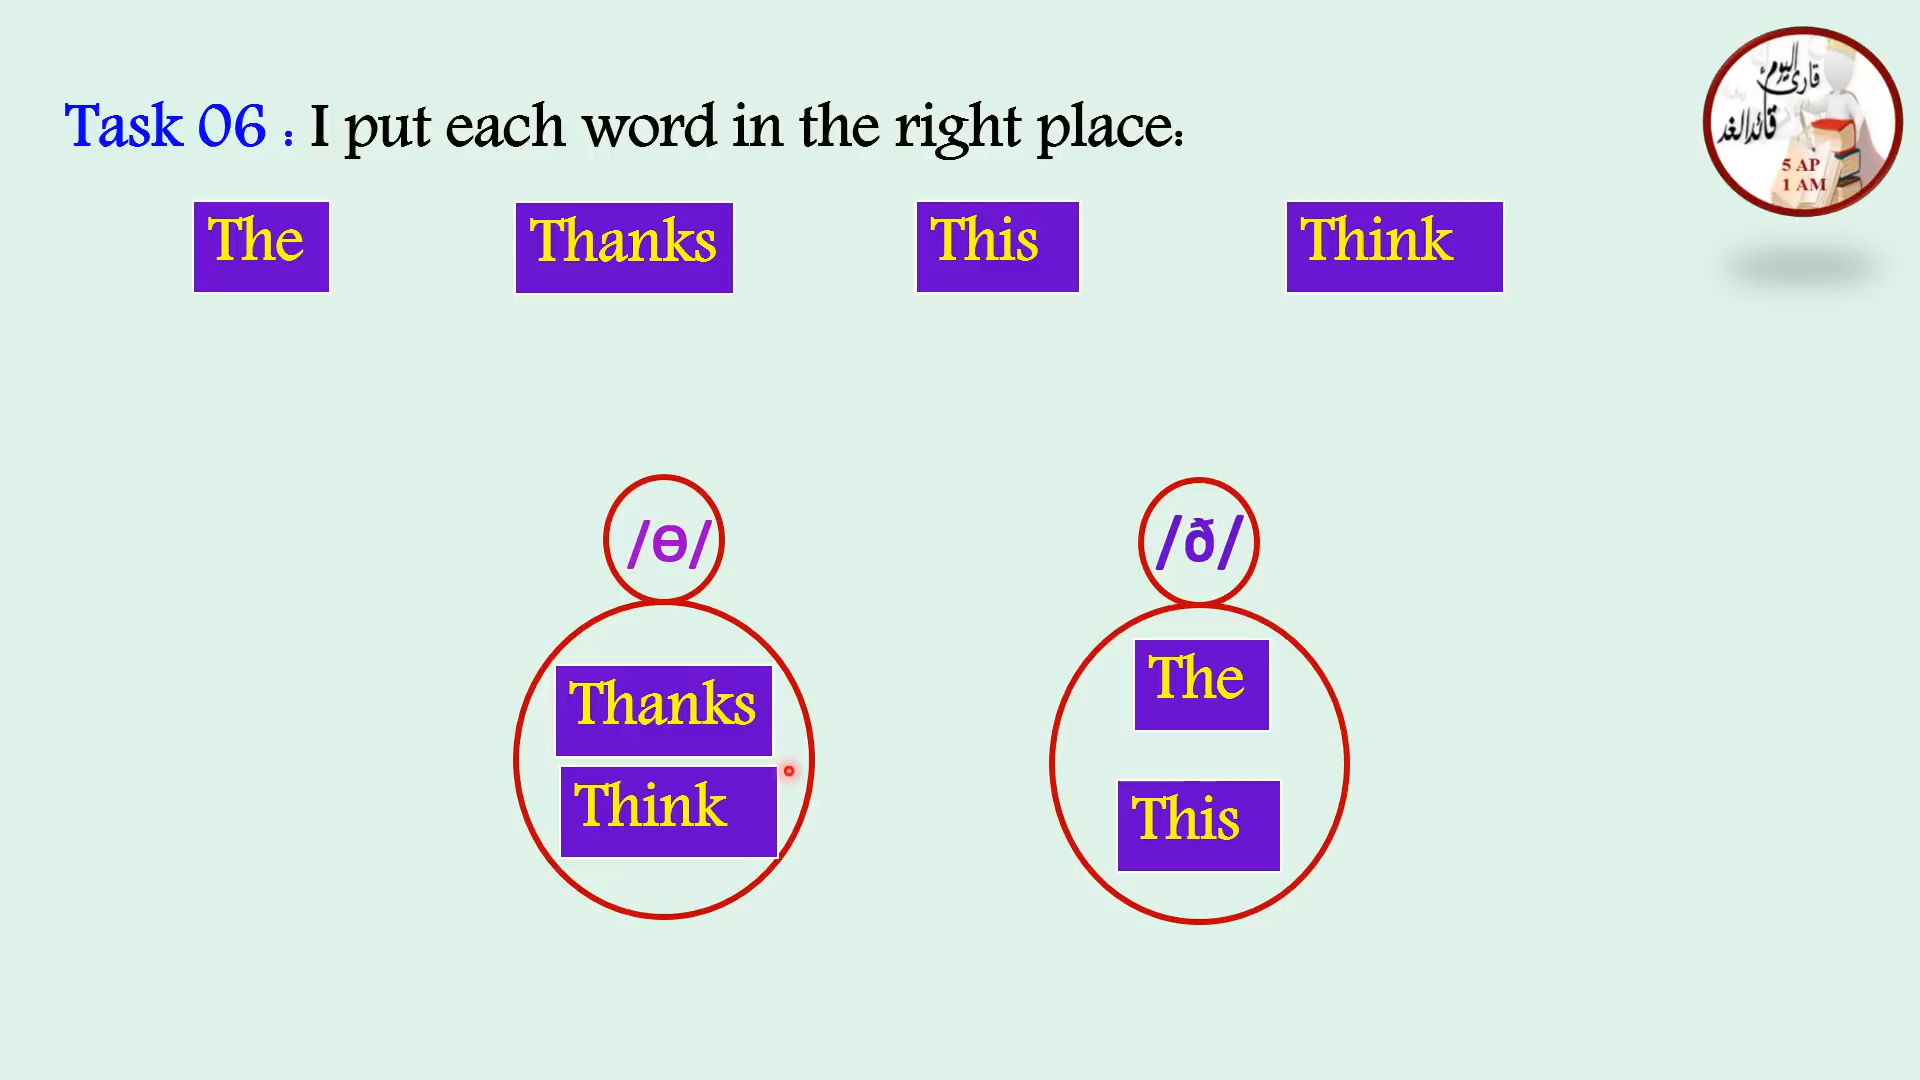 Task 06 : I put each word in the right place:
The Thanks This Think
قارئ اليوم
قائد الغد
5 AP
1 AM
/ɵ/ /ð/
Thanks The
Think This